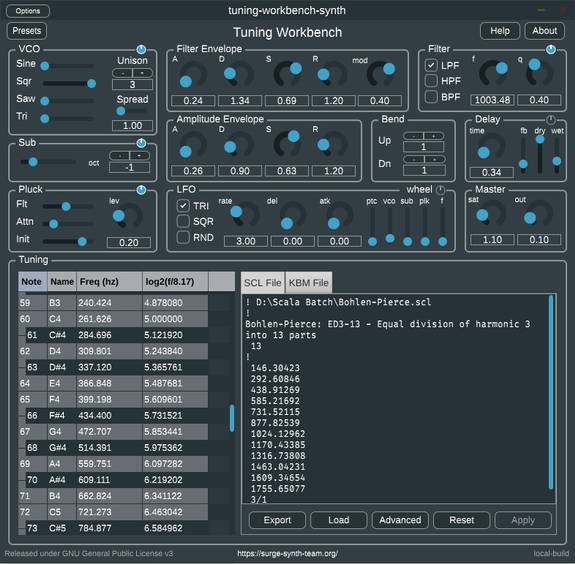 Options
tuning-workbench-synth
Presets
Tuning Workbench
Help
About
VCO
Sine
Sqr
Saw
Tri
Unison
- +
3
Spread
1.00
Filter Envelope
A D S R mod
0.24 1.34 0.69 1.20 0.40
Filter
LPF
HPF
BPF
f q
1003.48 0.40
Sub
oct
- +
-1
Amplitude Envelope
A D S R
0.26 0.90 0.63 1.20
Bend
Up
- +
1
Dn
- +
1
Delay
time fb dry wet
0.34
Pluck
Flt
Attn
Init
lev
0.20
LFO
TRI
SQR
RND
rate del atk
3.00 0.00 0.00
wheel
ptc vco sub plk f
Master
sat out
1.10 0.10
Tuning
Note Name Freq (hz) log2(f/8.17)
59 B3 240.424 4.878080
60 C4 261.626 5.000000
61 C#4 284.696 5.121920
62 D4 309.801 5.243840
63 D#4 337.120 5.365761
64 E4 366.848 5.487681
65 F4 399.198 5.609601
66 F#4 434.400 5.731521
67 G4 472.707 5.853441
68 G#4 514.391 5.975362
69 A4 559.751 6.097282
70 A#4 609.111 6.219202
71 B4 662.824 6.341122
72 C5 721.273 6.463042
73 C#5 784.877 6.584962
SCL File KBM File
! D:\Scala Batch\Bohlen-Pierce.scl
!
Bohlen-Pierce: ED3-13 - Equal division of harmonic 3
into 13 parts
13
!
146.30423
292.60846
438.91269
585.21692
731.52115
877.82539
1024.12962
1170.43385
1316.73808
1463.04231
1609.34654
1755.65077
3/1
Export Load Advanced Reset Apply
Released under GNU General Public License v3
https://surge-synth-team.org/
local-build